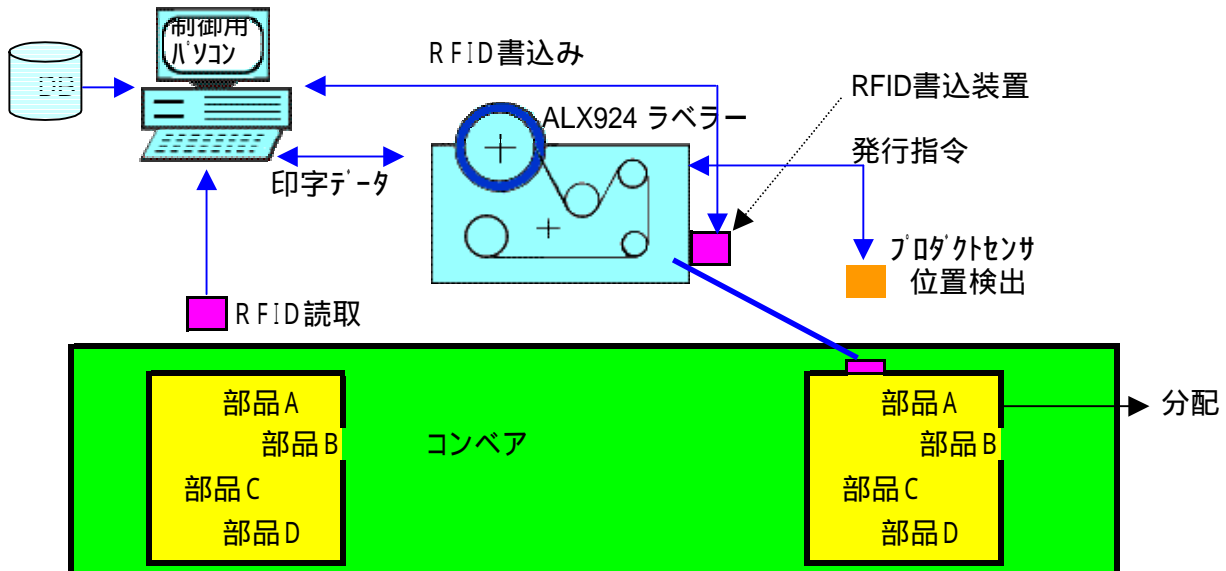 制御用
パソコン
DB
RFID書込み
RFID書込装置
ALX924 ラベラー
発行指令
印字データ
プロダクトセンサ
位置検出
RFID読取
部品A
部品B
部品C
部品D
コンベア
部品A
部品B
部品C
部品D
分配